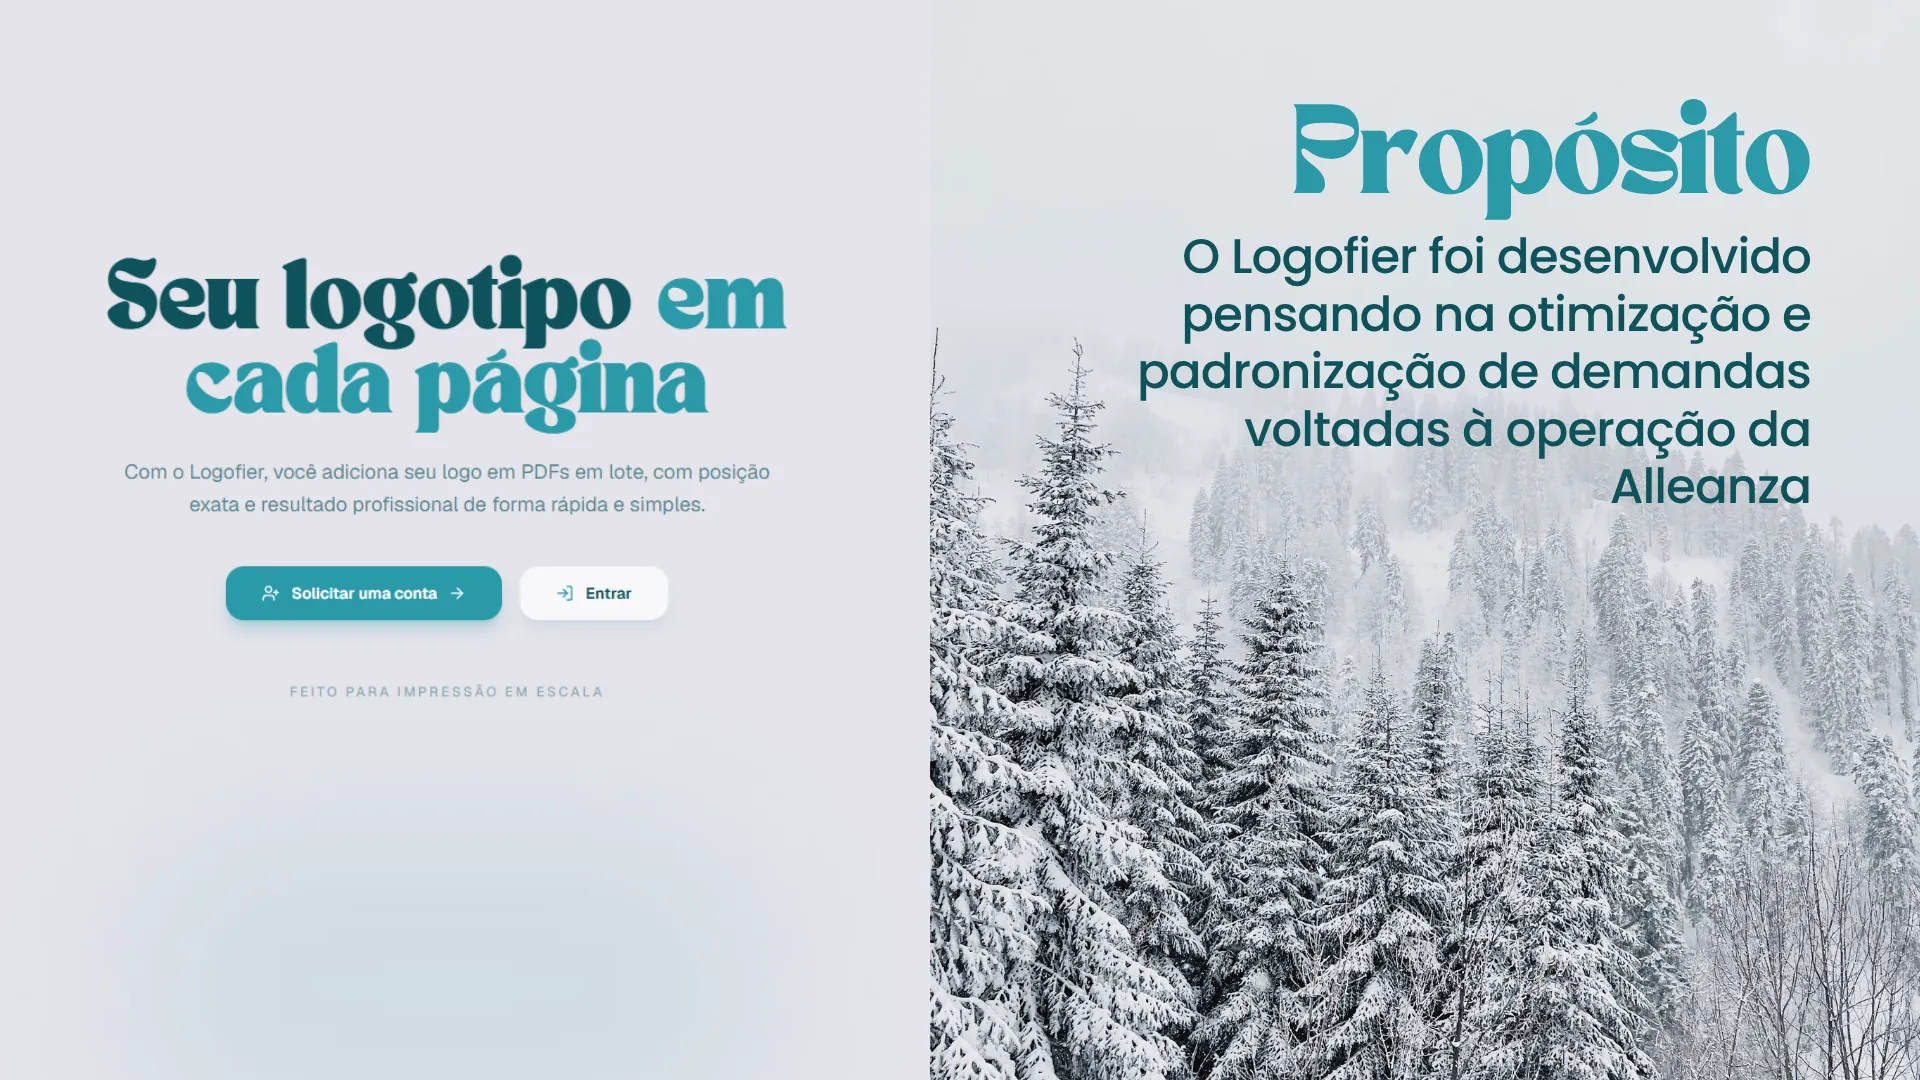 Seu logotipo em
cada página
Com o Logofier, você adiciona seu logo em PDFs em lote, com posição
exata e resultado profissional de forma rápida e simples.
Solicitar uma conta
Entrar
FEITO PARA IMPRESSÃO EM ESCALA
Propósito
O Logofier foi desenvolvido
pensando na otimização e
padronização de demandas
voltadas à operação da
Alleanza